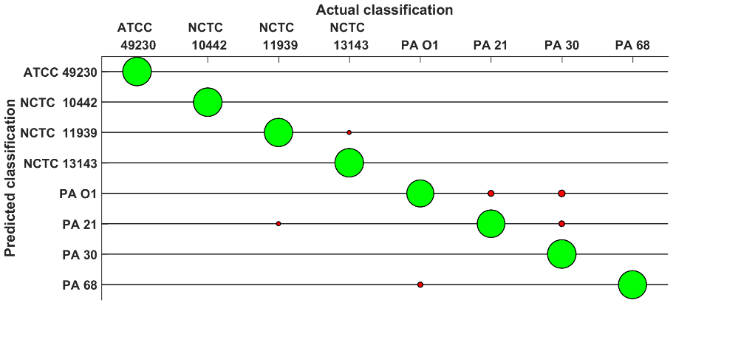 Actual classification
ATCC NCTC NCTC NCTC
49230 10442 11939 13143 PA O1 PA 21 PA 30 PA 68
Predicted classification
ATCC 49230
NCTC 10442
NCTC 11939
NCTC 13143
PA O1
PA 21
PA 30
PA 68